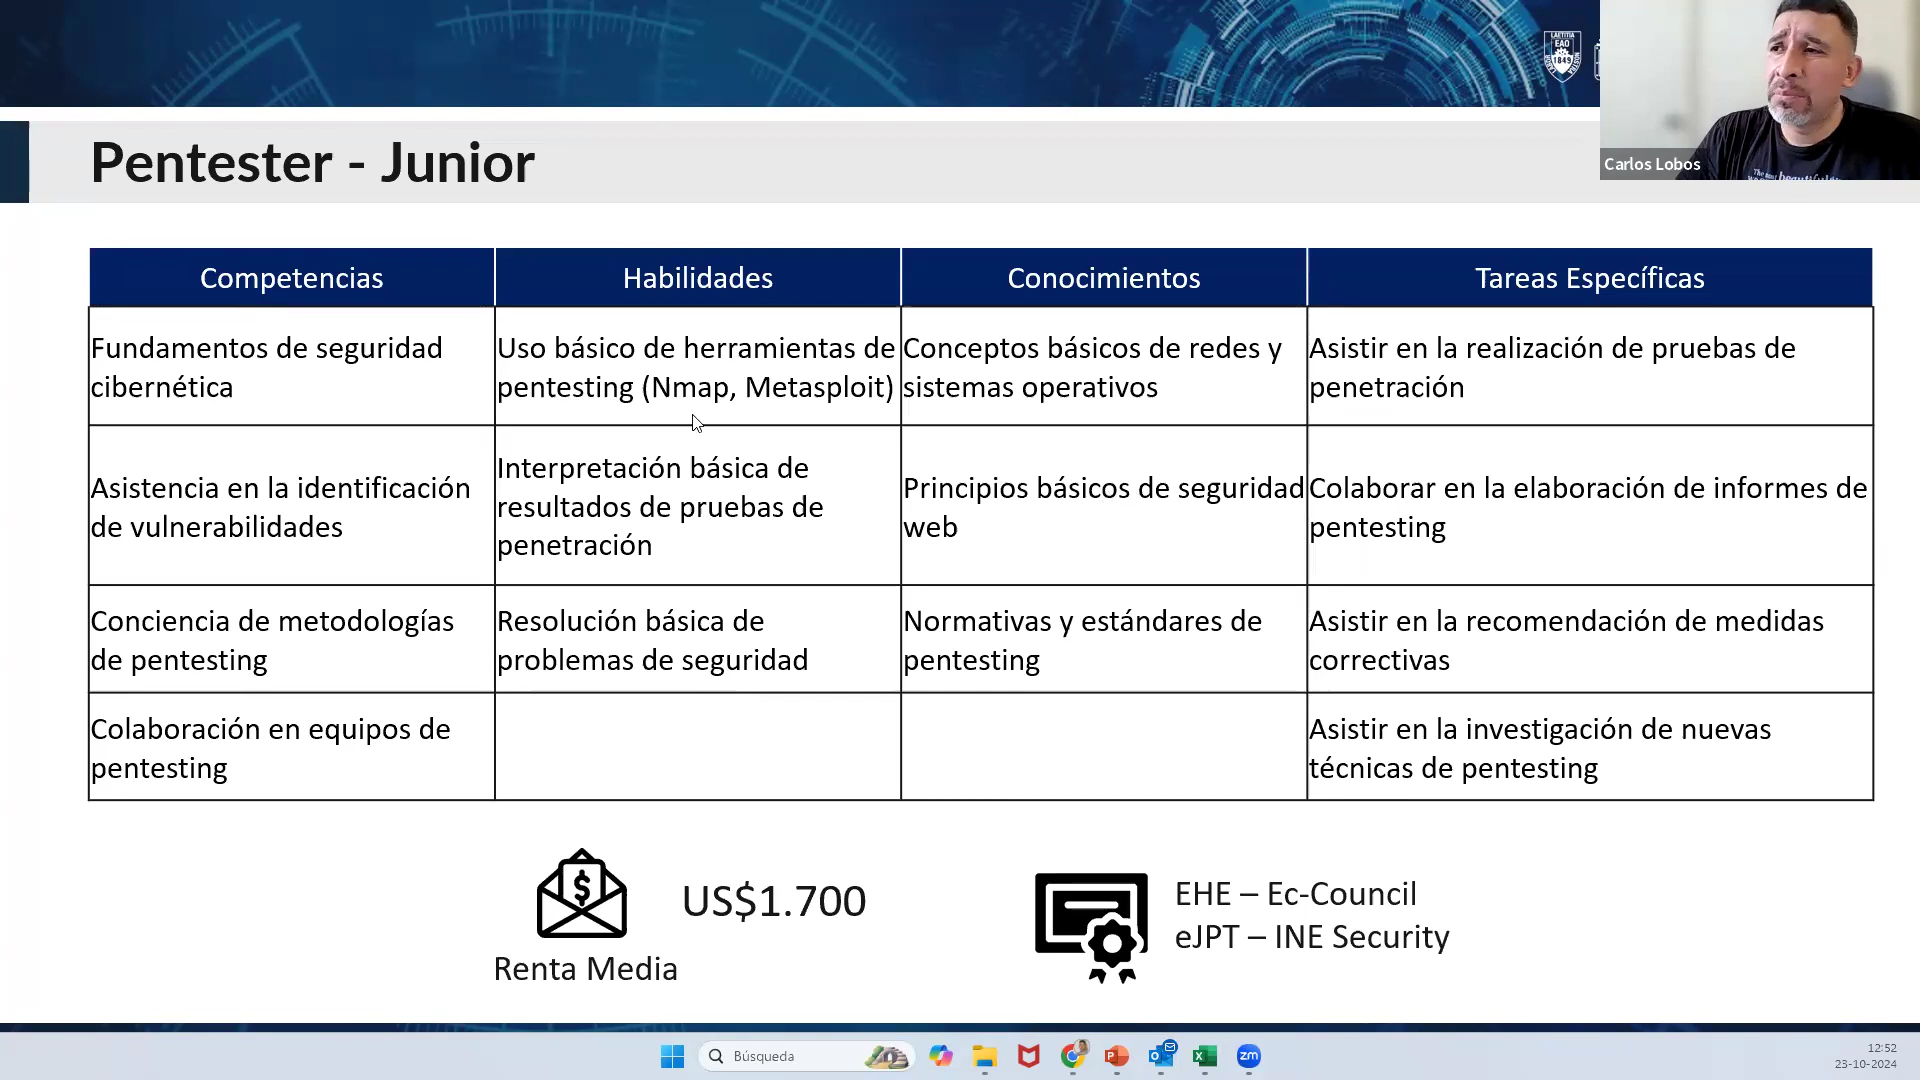 LAETITIA
EAO
1849
NOSTRA
LABOR
Carlos Lobos
Pentester - Junior
Competencias
Habilidades
Conocimientos
Tareas Específicas
Fundamentos de seguridad
cibernética
Uso básico de herramientas de
pentesting (Nmap, Metasploit)
Conceptos básicos de redes y
sistemas operativos
Asistir en la realización de pruebas de
penetración
Asistencia en la identificación
de vulnerabilidades
Interpretación básica de
resultados de pruebas de
penetración
Principios básicos de seguridad
web
Colaborar en la elaboración de informes de
pentesting
Conciencia de metodologías
de pentesting
Resolución básica de
problemas de seguridad
Normativas y estándares de
pentesting
Asistir en la recomendación de medidas
correctivas
Colaboración en equipos de
pentesting
Asistir en la investigación de nuevas
técnicas de pentesting
US$1.700
Renta Media
EHE – Ec-Council
eJPT – INE Security
Búsqueda
zm
12:52
23-10-2024